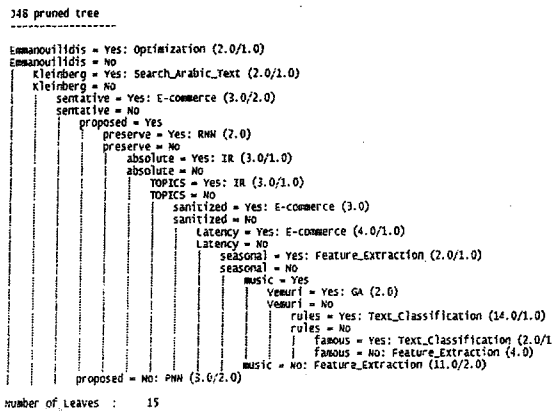 J48 pruned tree
------------------
Emmanouilidis = Yes: Optimization (2.0/1.0)
Emmanouilidis = No
| Kleinberg = Yes: Search_Arabic_Text (2.0/1.0)
| Kleinberg = No
| | sentative = Yes: E-commerce (3.0/2.0)
| | sentative = No
| | | proposed = Yes
| | | | preserve = Yes: RNN (2.0)
| | | | preserve = No
| | | | | absolute = Yes: IR (3.0/1.0)
| | | | | absolute = No
| | | | | | TOPICS = Yes: IR (3.0/1.0)
| | | | | | TOPICS = No
| | | | | | | sanitized = Yes: E-commerce (3.0)
| | | | | | | sanitized = No
| | | | | | | | Latency = Yes: E-commerce (4.0/1.0)
| | | | | | | | Latency = No
| | | | | | | | | seasonal = Yes: Feature_Extraction (2.0/1.0)
| | | | | | | | | seasonal = No
| | | | | | | | | | music = Yes
| | | | | | | | | | | Vemuri = Yes: GA (2.0)
| | | | | | | | | | | Vemuri = No
| | | | | | | | | | | | rules = Yes: Text_Classification (14.0/1.0)
| | | | | | | | | | | | rules = No
| | | | | | | | | | | | | famous = Yes: Text_Classification (2.0/1
| | | | | | | | | | | | | famous = No: Feature_Extraction (4.0)
| | | | | | | | | | music = No: Feature_Extraction (11.0/2.0)
| | | proposed = No: PNN (3.0/2.0)
Number of Leaves : 15